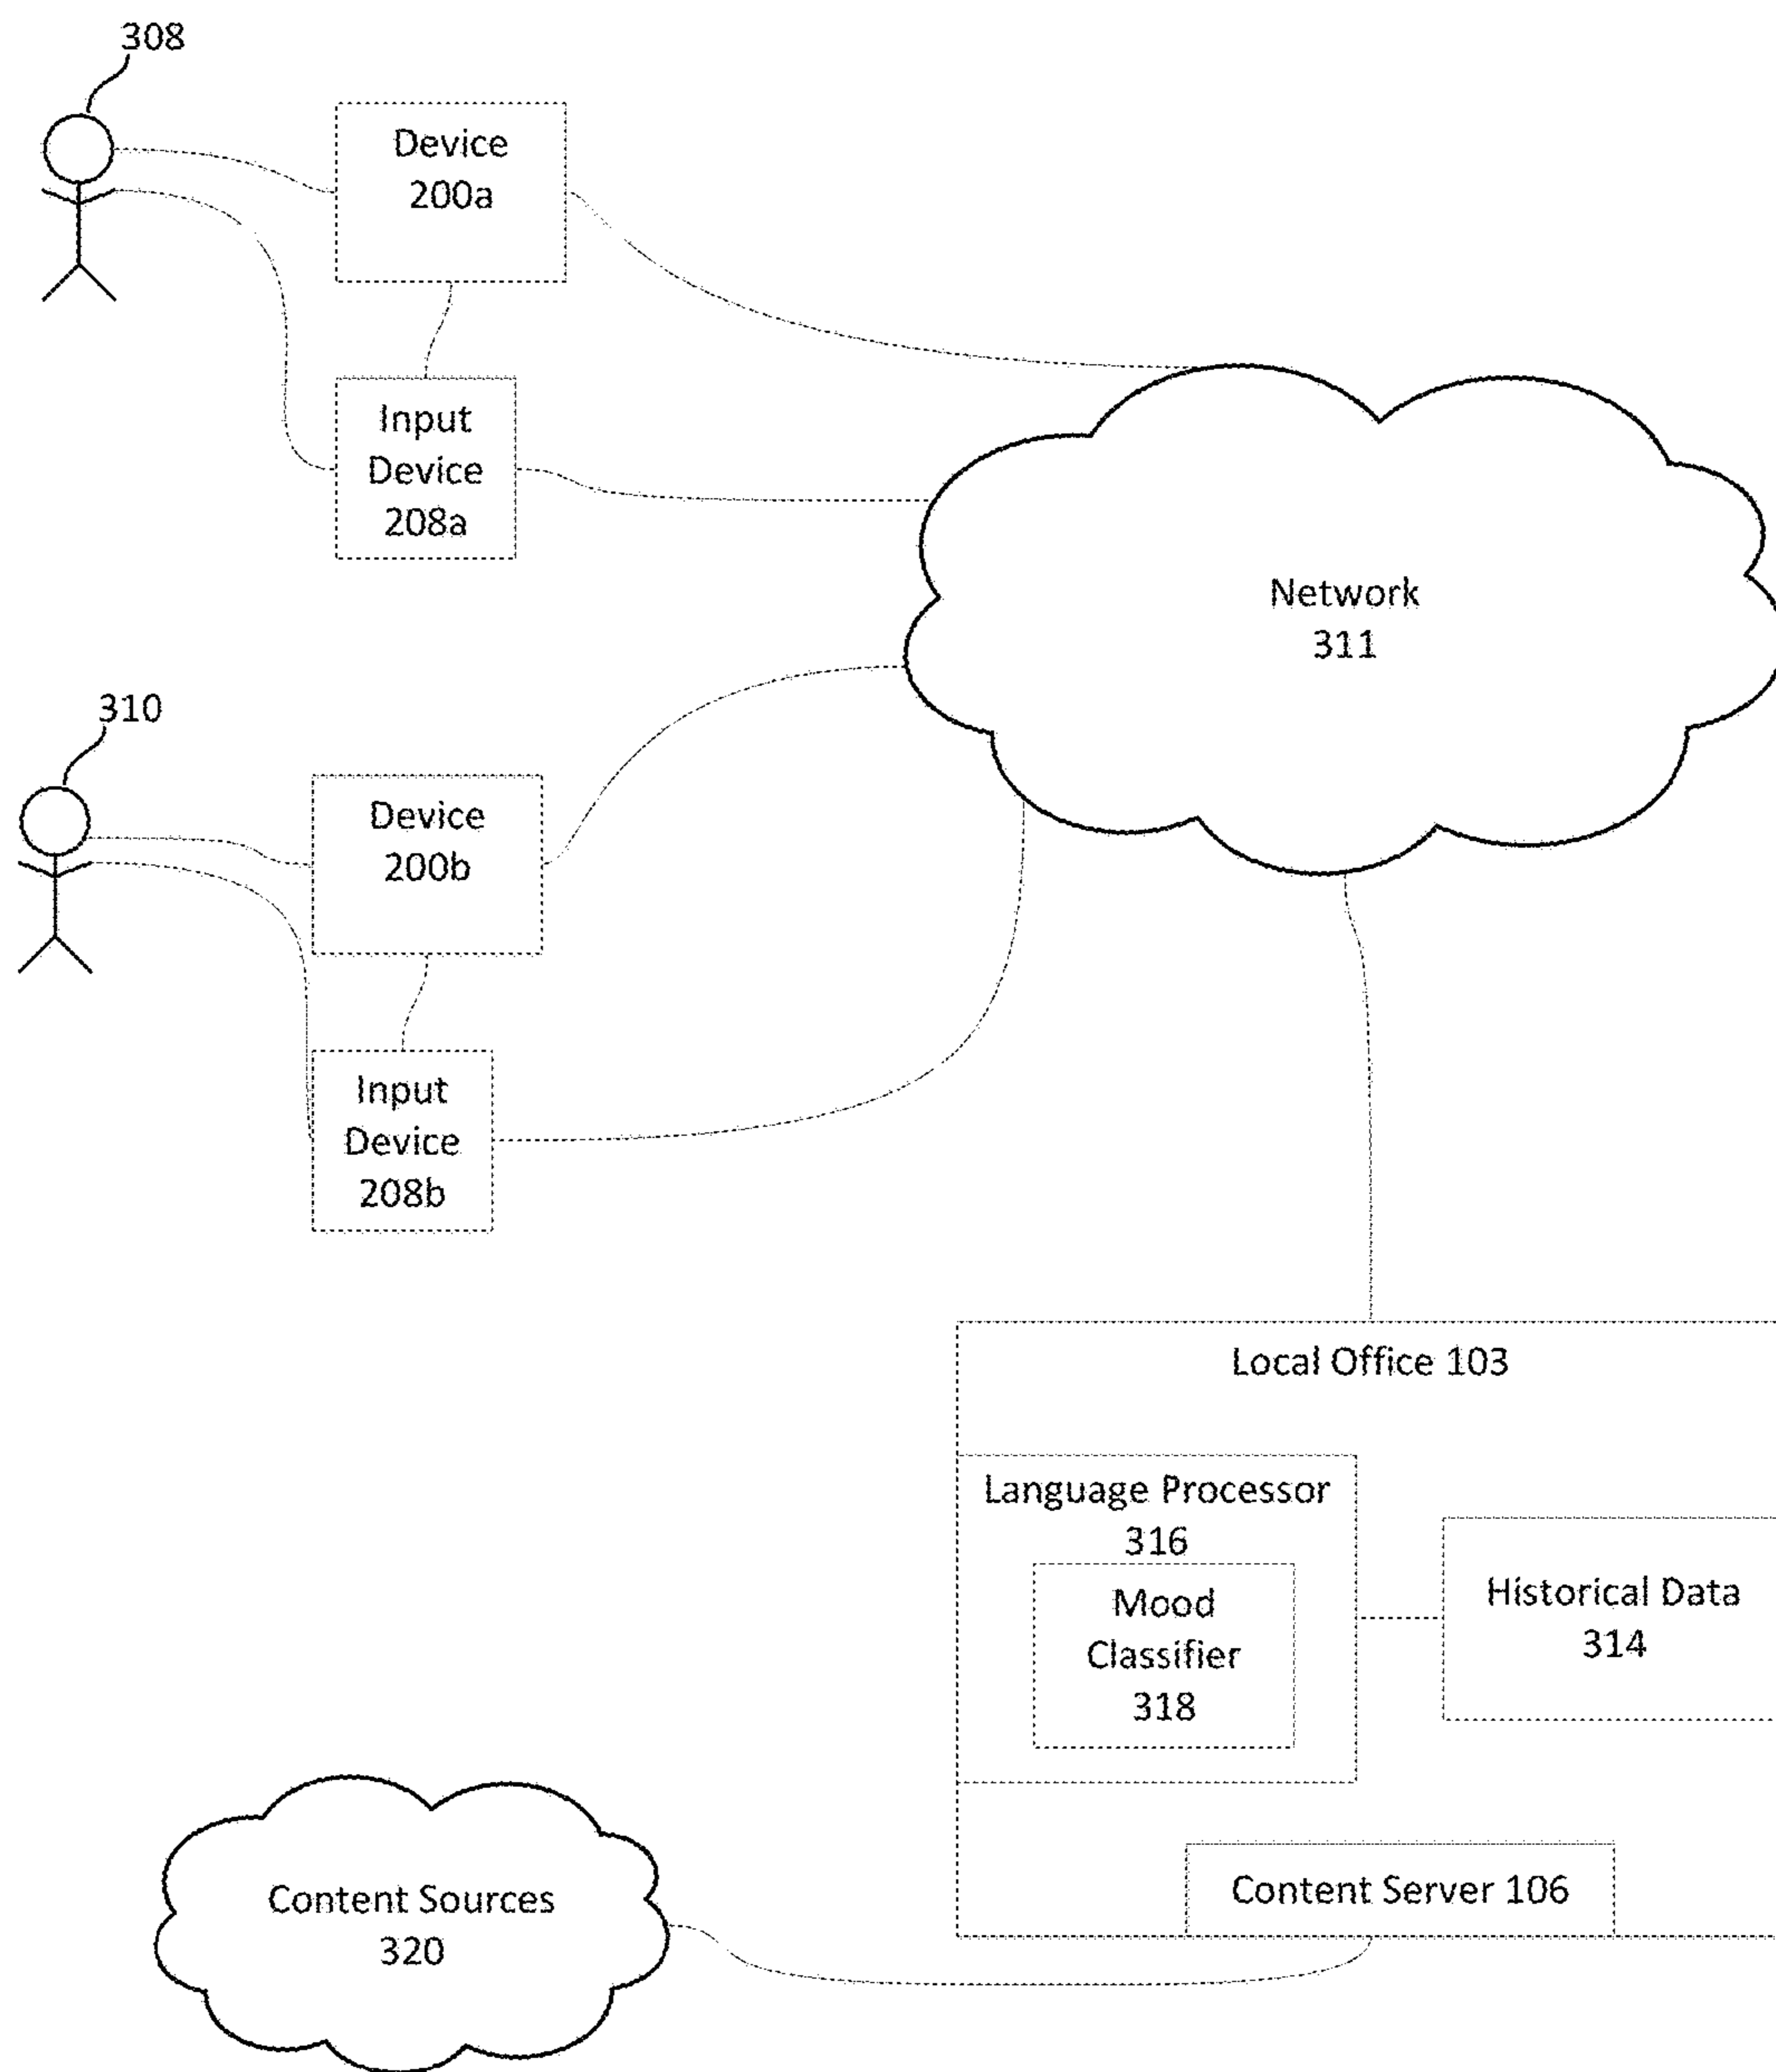 308
Device
200a
Input
Device
208a
Network
311
310
Device
200b
Input
Device
208b
Local Office 103
Language Processor
316
Mood
Classifier
318
Historical Data
314
Content Server 106
Content Sources
320